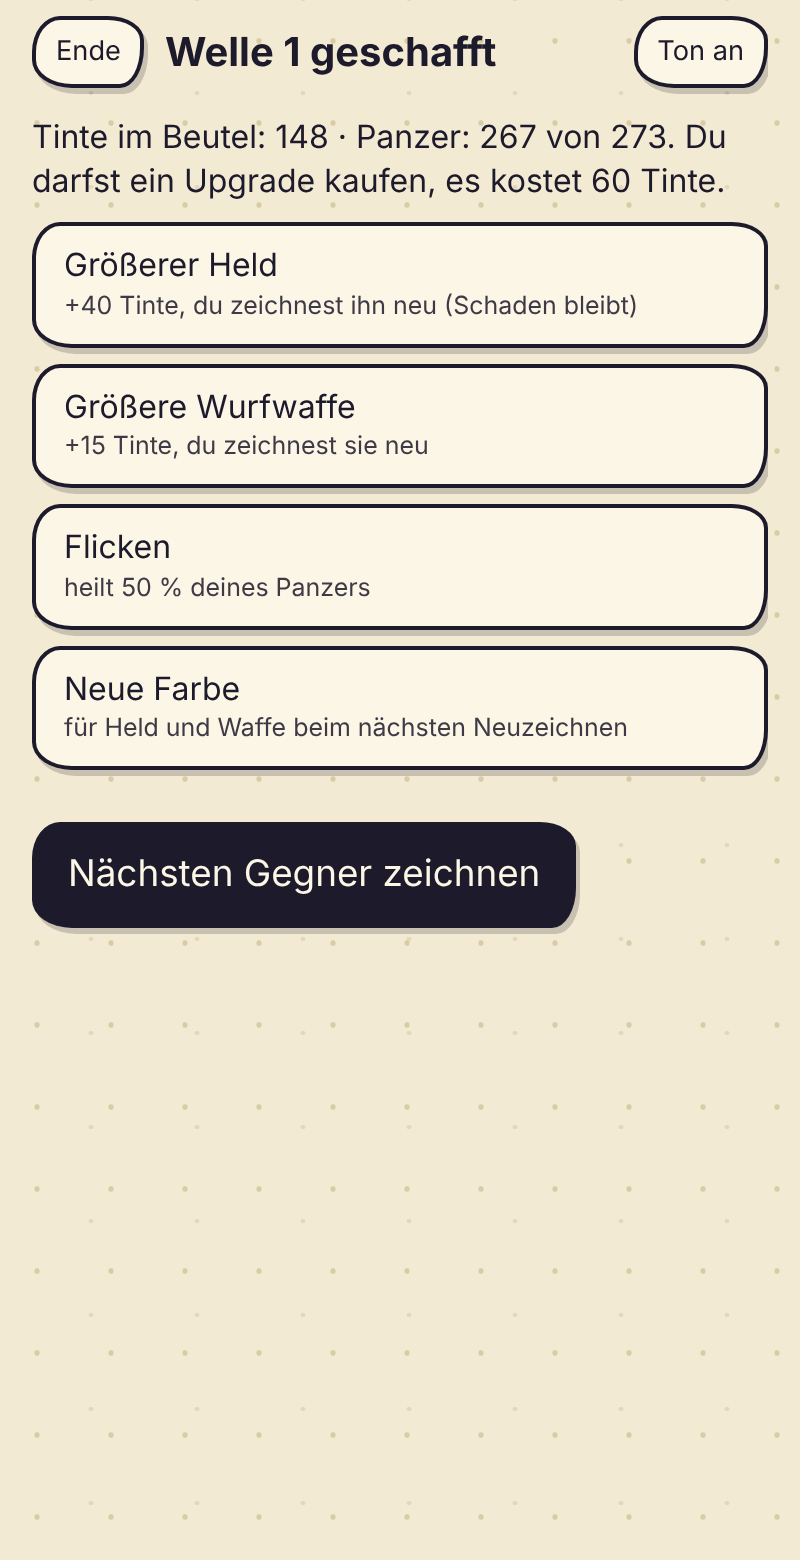 Ende
Welle 1 geschafft
Ton an
Tinte im Beutel: 148 · Panzer: 267 von 273. Du
darfst ein Upgrade kaufen, es kostet 60 Tinte.
Größerer Held
+40 Tinte, du zeichnest ihn neu (Schaden bleibt)
Größere Wurfwaffe
+15 Tinte, du zeichnest sie neu
Flicken
heilt 50 % deines Panzers
Neue Farbe
für Held und Waffe beim nächsten Neuzeichnen
Nächsten Gegner zeichnen